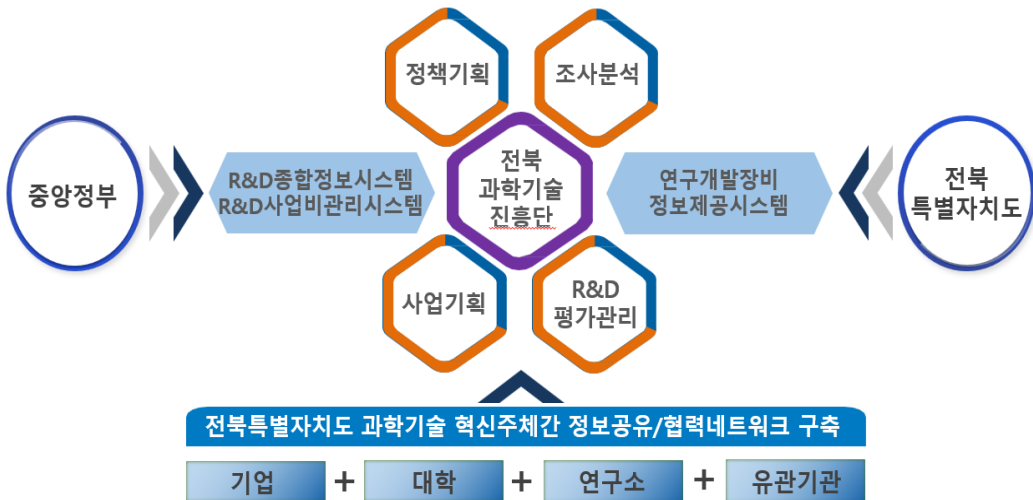 정책기획
조사분석
중앙정부
R&D종합정보시스템
R&D사업비관리시스템
전북
과학기술
진흥단
연구개발장비
정보제공시스템
전북
특별자치도
사업기획
R&D
평가관리
전북특별자치도 과학기술 혁신주체간 정보공유/협력네트워크 구축
기업 + 대학 + 연구소 + 유관기관